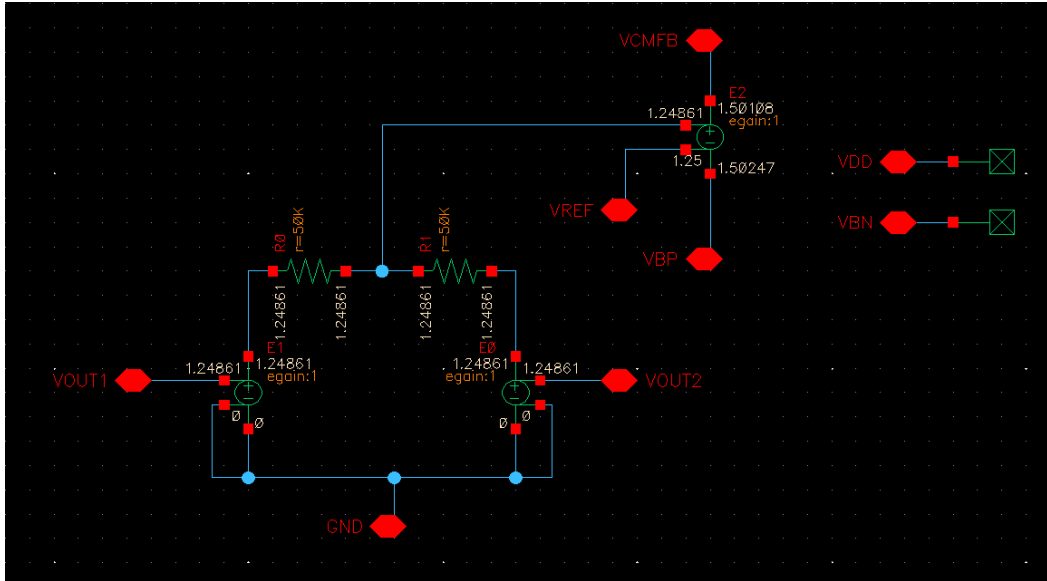 VCMFB
E2
1.24861
1.50108
egain:1
1.25
1.50247
VDD
VREF
VBN
VBP
R0
r=50K
R1
r=50K
1.24861
1.24861
1.24861
1.24861
E1
E0
1.24861
1.24861
egain:1
1.24861
1.24861
egain:1
VOUT1
VOUT2
0
0
0
0
GND